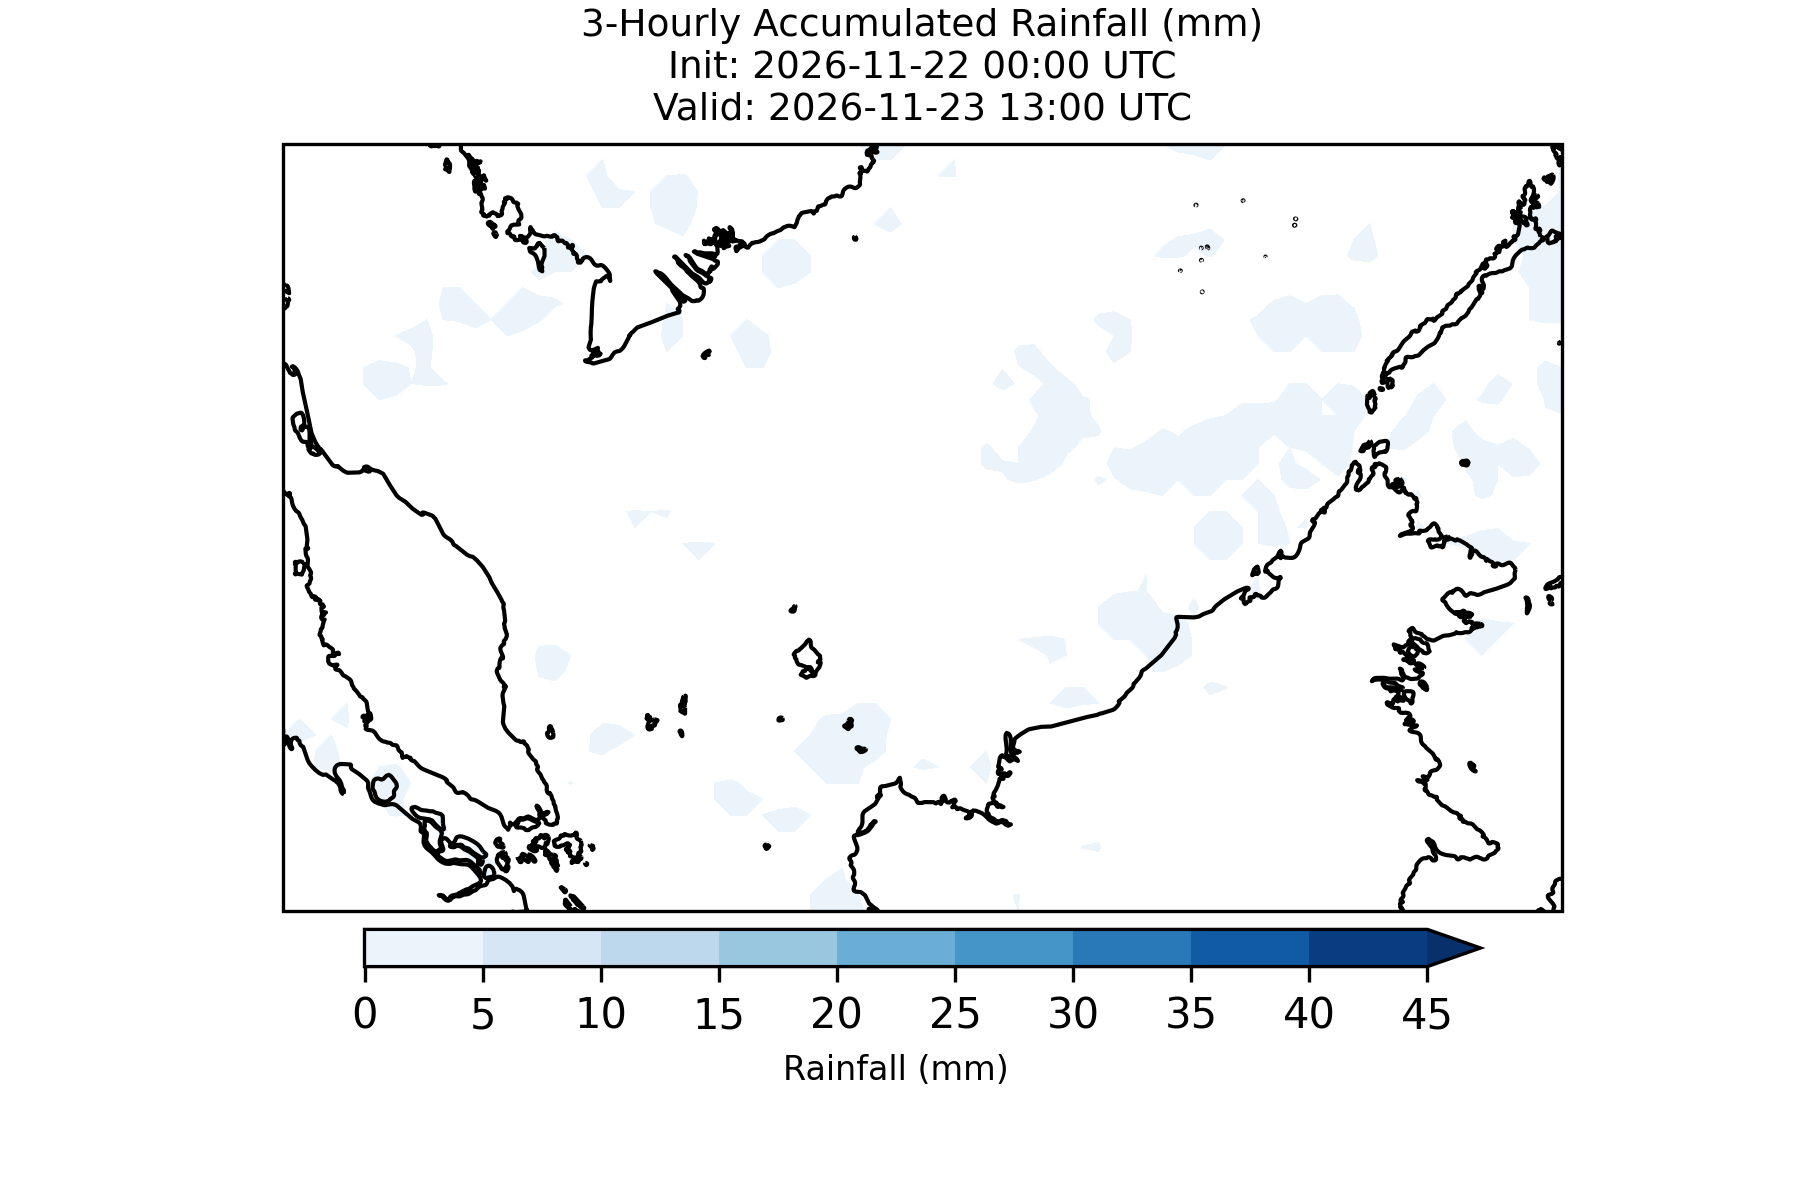 3-Hourly Accumulated Rainfall (mm)
Init: 2026-11-22 00:00 UTC
Valid: 2026-11-23 13:00 UTC
0 5 10 15 20 25 30 35 40 45
Rainfall (mm)